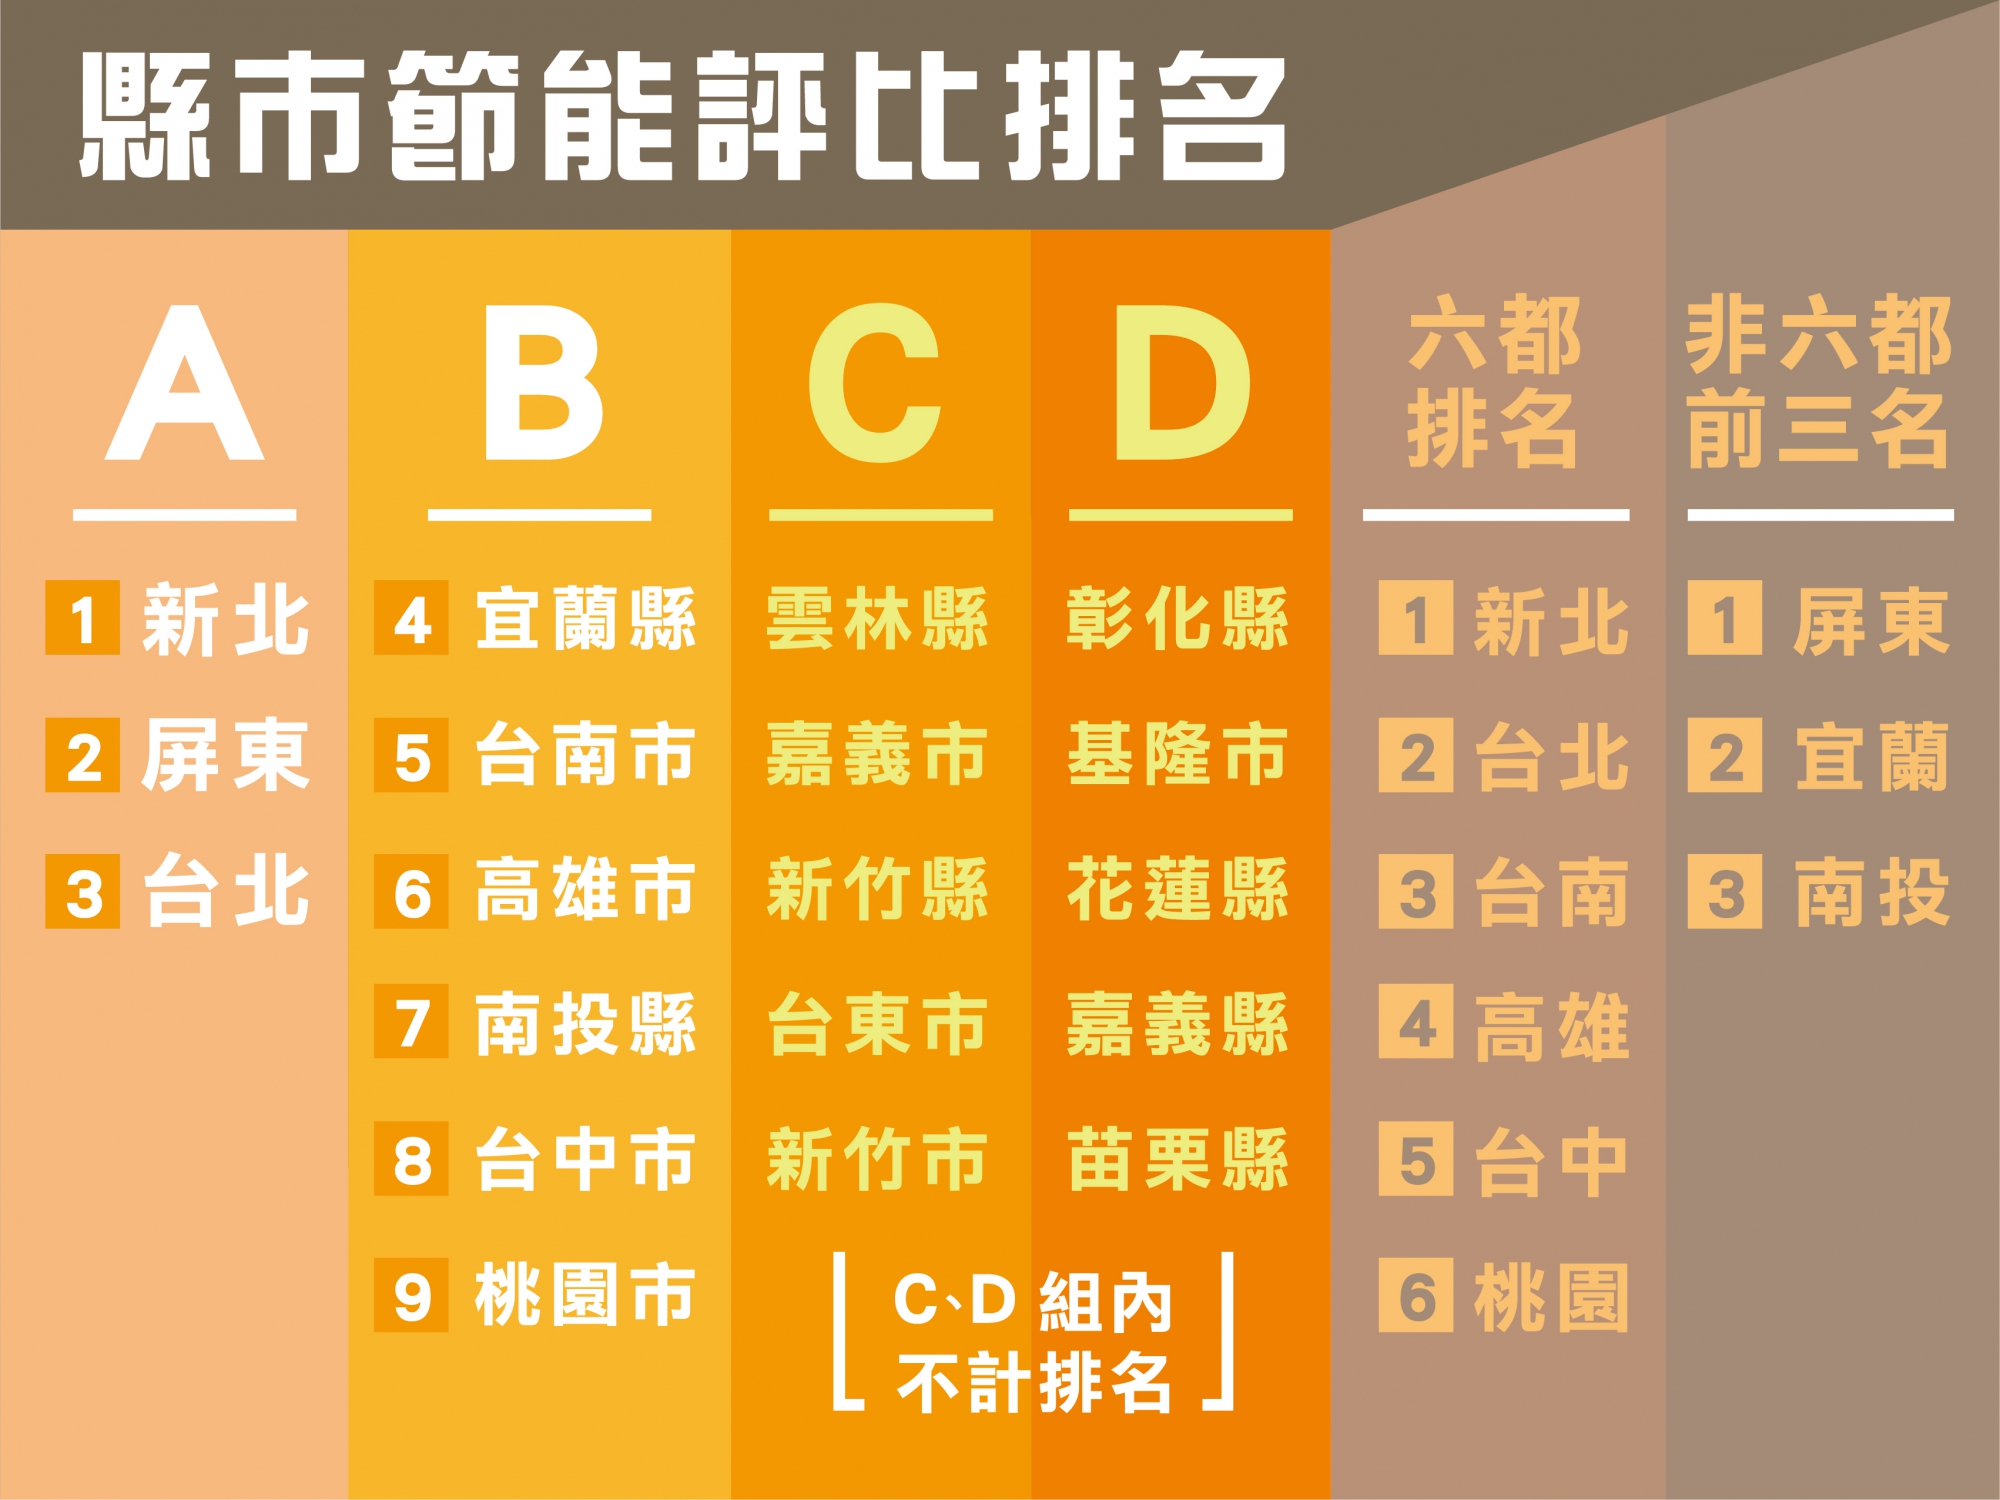 縣市節能評比排名
A
1 新北
2 屏東
3 台北
B
4 宜蘭縣
5 台南市
6 高雄市
7 南投縣
8 台中市
9 桃園市
C
雲林縣
嘉義市
新竹縣
台東市
新竹市
D
彰化縣
基隆市
花蓮縣
嘉義縣
苗栗縣
C、D 組內
不計排名
六都
排名
1 新北
2 台北
3 台南
4 高雄
5 台中
6 桃園
非六都
前三名
1 屏東
2 宜蘭
3 南投